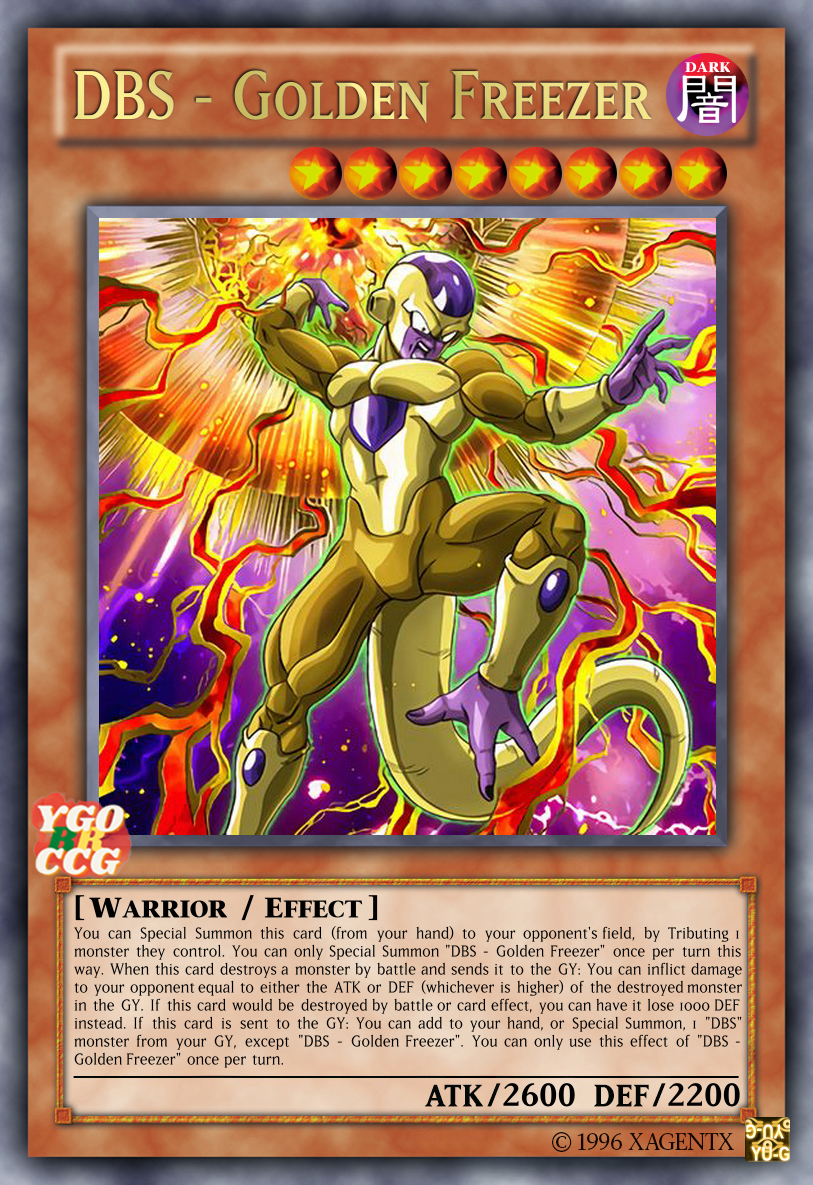 DBS - GOLDEN FREEZER
DARK
闇
YGO
BR
CCG
[ WARRIOR / EFFECT ]
You can Special Summon this card (from your hand) to your opponent's field, by Tributing 1
monster they control. You can only Special Summon "DBS - Golden Freezer" once per turn this
way. When this card destroys a monster by battle and sends it to the GY: You can inflict damage
to your opponent equal to either the ATK or DEF (whichever is higher) of the destroyed monster
in the GY. If this card would be destroyed by battle or card effect, you can have it lose 1000 DEF
instead. If this card is sent to the GY: You can add to your hand, or Special Summon, 1 "DBS"
monster from your GY, except "DBS - Golden Freezer". You can only use this effect of "DBS -
Golden Freezer" once per turn.
ATK/2600 DEF/2200
© 1996 XAGENTX